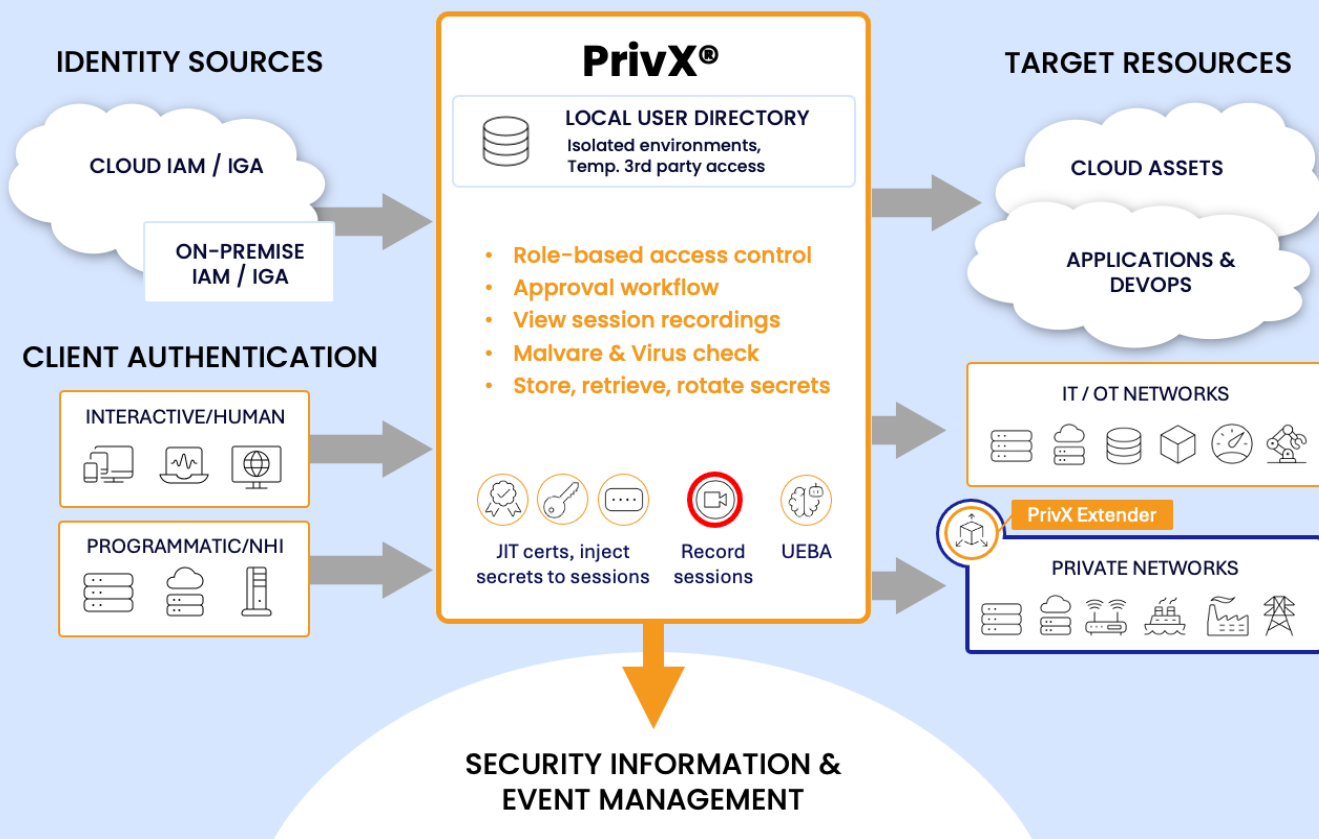 IDENTITY SOURCES
CLOUD IAM / IGA
ON-PREMISE
IAM / IGA
CLIENT AUTHENTICATION
INTERACTIVE/HUMAN
PROGRAMMATIC/NHI
PrivX®
LOCAL USER DIRECTORY
Isolated environments,
Temp. 3rd party access
• Role-based access control
• Approval workflow
• View session recordings
• Malvare & Virus check
• Store, retrieve, rotate secrets
JIT certs, inject
secrets to sessions
Record
sessions
UEBA
TARGET RESOURCES
CLOUD ASSETS
APPLICATIONS &
DEVOPS
IT / OT NETWORKS
PrivX Extender
PRIVATE NETWORKS
SECURITY INFORMATION &
EVENT MANAGEMENT